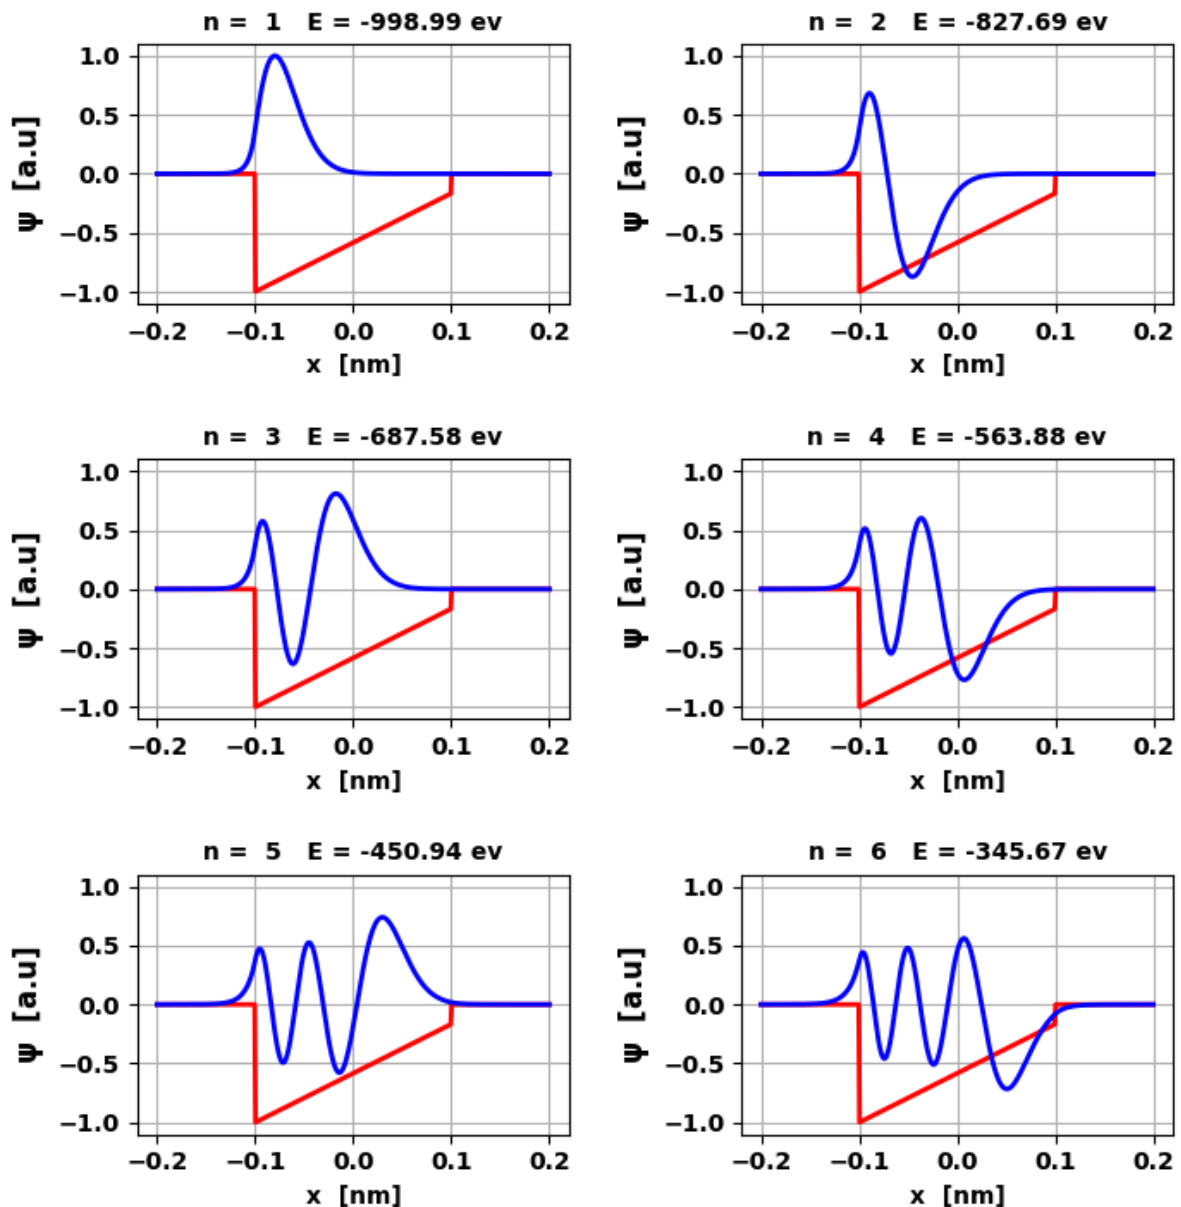 n =  1   E = -998.99 ev
1.0
0.5
0.0
−0.5
−1.0
ψ  [a.u]
−0.2 −0.1 0.0 0.1 0.2
x  [nm]
n =  2   E = -827.69 ev
1.0
0.5
0.0
−0.5
−1.0
ψ  [a.u]
−0.2 −0.1 0.0 0.1 0.2
x  [nm]
n =  3   E = -687.58 ev
1.0
0.5
0.0
−0.5
−1.0
ψ  [a.u]
−0.2 −0.1 0.0 0.1 0.2
x  [nm]
n =  4   E = -563.88 ev
1.0
0.5
0.0
−0.5
−1.0
ψ  [a.u]
−0.2 −0.1 0.0 0.1 0.2
x  [nm]
n =  5   E = -450.94 ev
1.0
0.5
0.0
−0.5
−1.0
ψ  [a.u]
−0.2 −0.1 0.0 0.1 0.2
x  [nm]
n =  6   E = -345.67 ev
1.0
0.5
0.0
−0.5
−1.0
ψ  [a.u]
−0.2 −0.1 0.0 0.1 0.2
x  [nm]